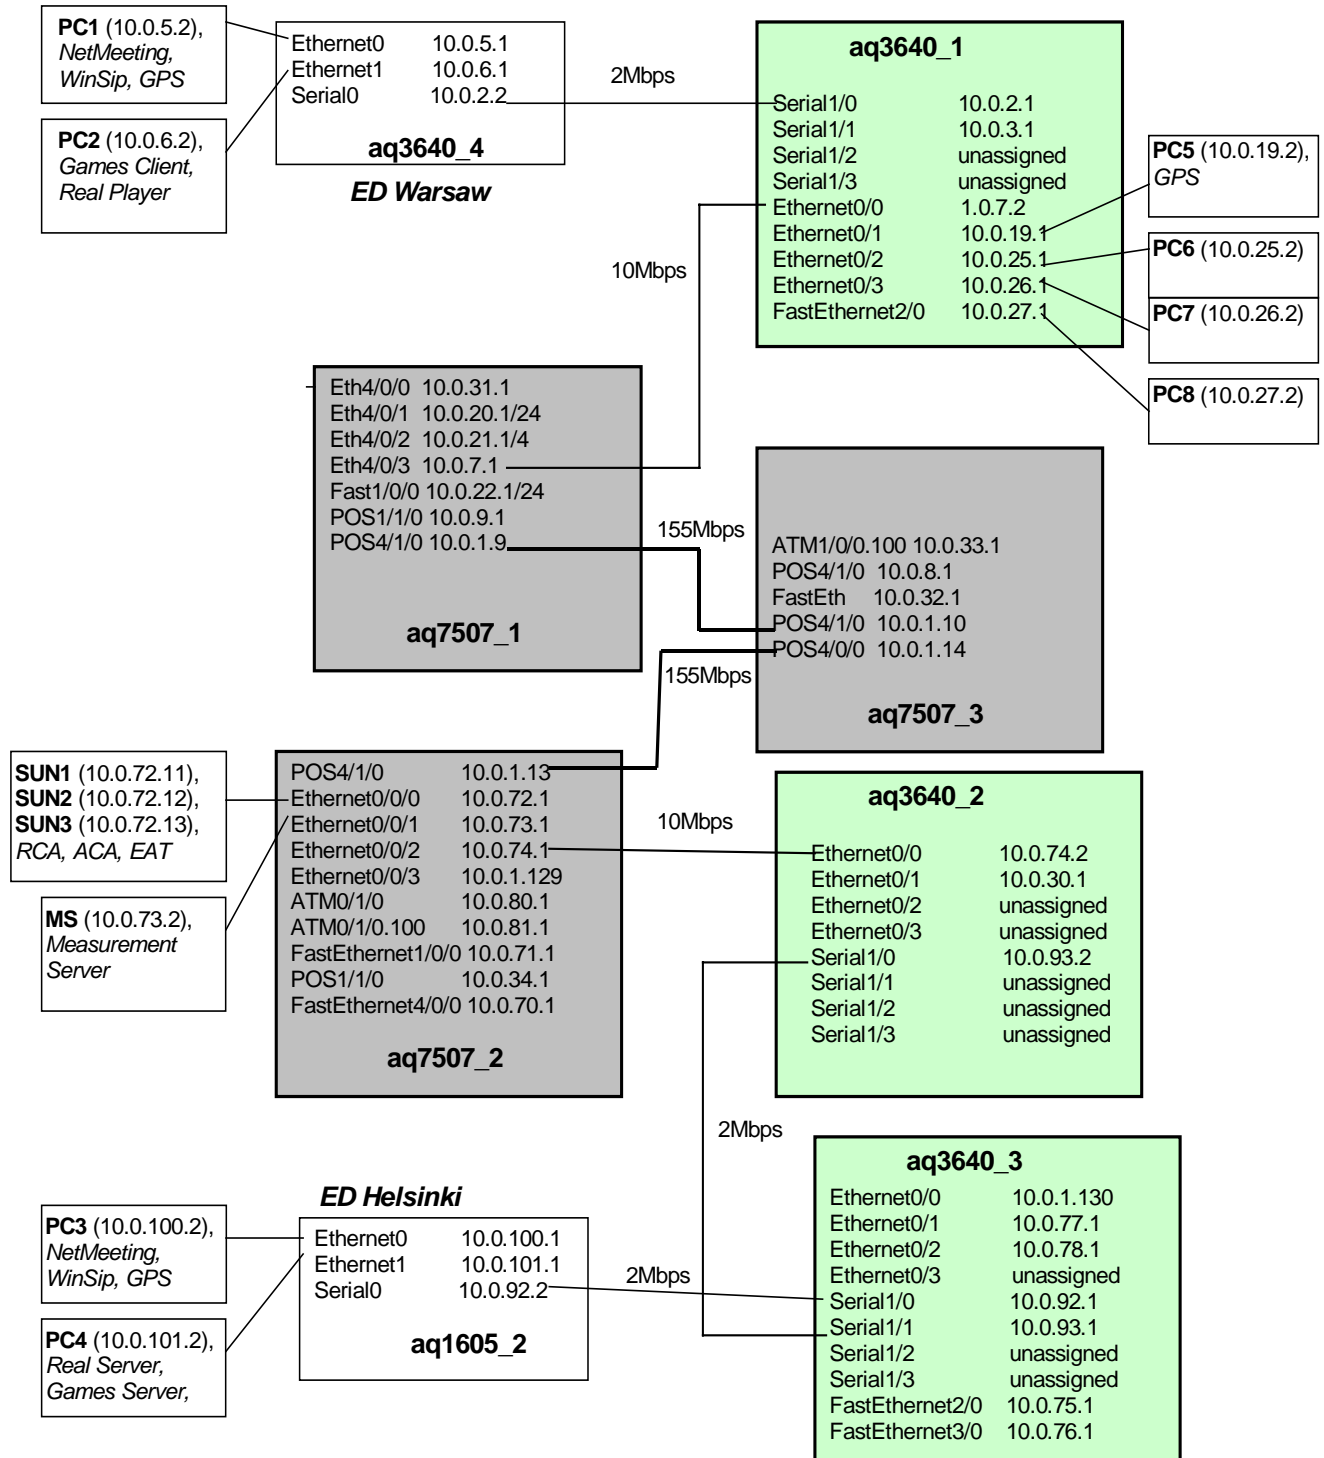 PC1 (10.0.5.2),
NetMeeting,
WinSip, GPS
PC2 (10.0.6.2),
Games Client,
Real Player
Ethernet0 10.0.5.1
Ethernet1 10.0.6.1
Serial0 10.0.2.2
aq3640_4
ED Warsaw
2Mbps
aq3640_1
Serial1/0 10.0.2.1
Serial1/1 10.0.3.1
Serial1/2 unassigned
Serial1/3 unassigned
Ethernet0/0 1.0.7.2
Ethernet0/1 10.0.19.1
Ethernet0/2 10.0.25.1
Ethernet0/3 10.0.26.1
FastEthernet2/0 10.0.27.1
PC5 (10.0.19.2),
GPS
PC6 (10.0.25.2)
PC7 (10.0.26.2)
PC8 (10.0.27.2)
10Mbps
Eth4/0/0 10.0.31.1
Eth4/0/1 10.0.20.1/24
Eth4/0/2 10.0.21.1/4
Eth4/0/3 10.0.7.1
Fast1/0/0 10.0.22.1/24
POS1/1/0 10.0.9.1
POS4/1/0 10.0.1.9
aq7507_1
155Mbps
ATM1/0/0.100 10.0.33.1
POS4/1/0 10.0.8.1
FastEth 10.0.32.1
POS4/1/0 10.0.1.10
POS4/0/0 10.0.1.14
aq7507_3
155Mbps
SUN1 (10.0.72.11),
SUN2 (10.0.72.12),
SUN3 (10.0.72.13),
RCA, ACA, EAT
MS (10.0.73.2),
Measurement
Server
POS4/1/0 10.0.1.13
Ethernet0/0/0 10.0.72.1
Ethernet0/0/1 10.0.73.1
Ethernet0/0/2 10.0.74.1
Ethernet0/0/3 10.0.1.129
ATM0/1/0 10.0.80.1
ATM0/1/0.100 10.0.81.1
FastEthernet1/0/0 10.0.71.1
POS1/1/0 10.0.34.1
FastEthernet4/0/0 10.0.70.1
aq7507_2
10Mbps
aq3640_2
Ethernet0/0 10.0.74.2
Ethernet0/1 10.0.30.1
Ethernet0/2 unassigned
Ethernet0/3 unassigned
Serial1/0 10.0.93.2
Serial1/1 unassigned
Serial1/2 unassigned
Serial1/3 unassigned
2Mbps
ED Helsinki
PC3 (10.0.100.2),
NetMeeting,
WinSip, GPS
PC4 (10.0.101.2),
Real Server,
Games Server,
Ethernet0 10.0.100.1
Ethernet1 10.0.101.1
Serial0 10.0.92.2
aq1605_2
2Mbps
aq3640_3
Ethernet0/0 10.0.1.130
Ethernet0/1 10.0.77.1
Ethernet0/2 10.0.78.1
Ethernet0/3 unassigned
Serial1/0 10.0.92.1
Serial1/1 10.0.93.1
Serial1/2 unassigned
Serial1/3 unassigned
FastEthernet2/0 10.0.75.1
FastEthernet3/0 10.0.76.1